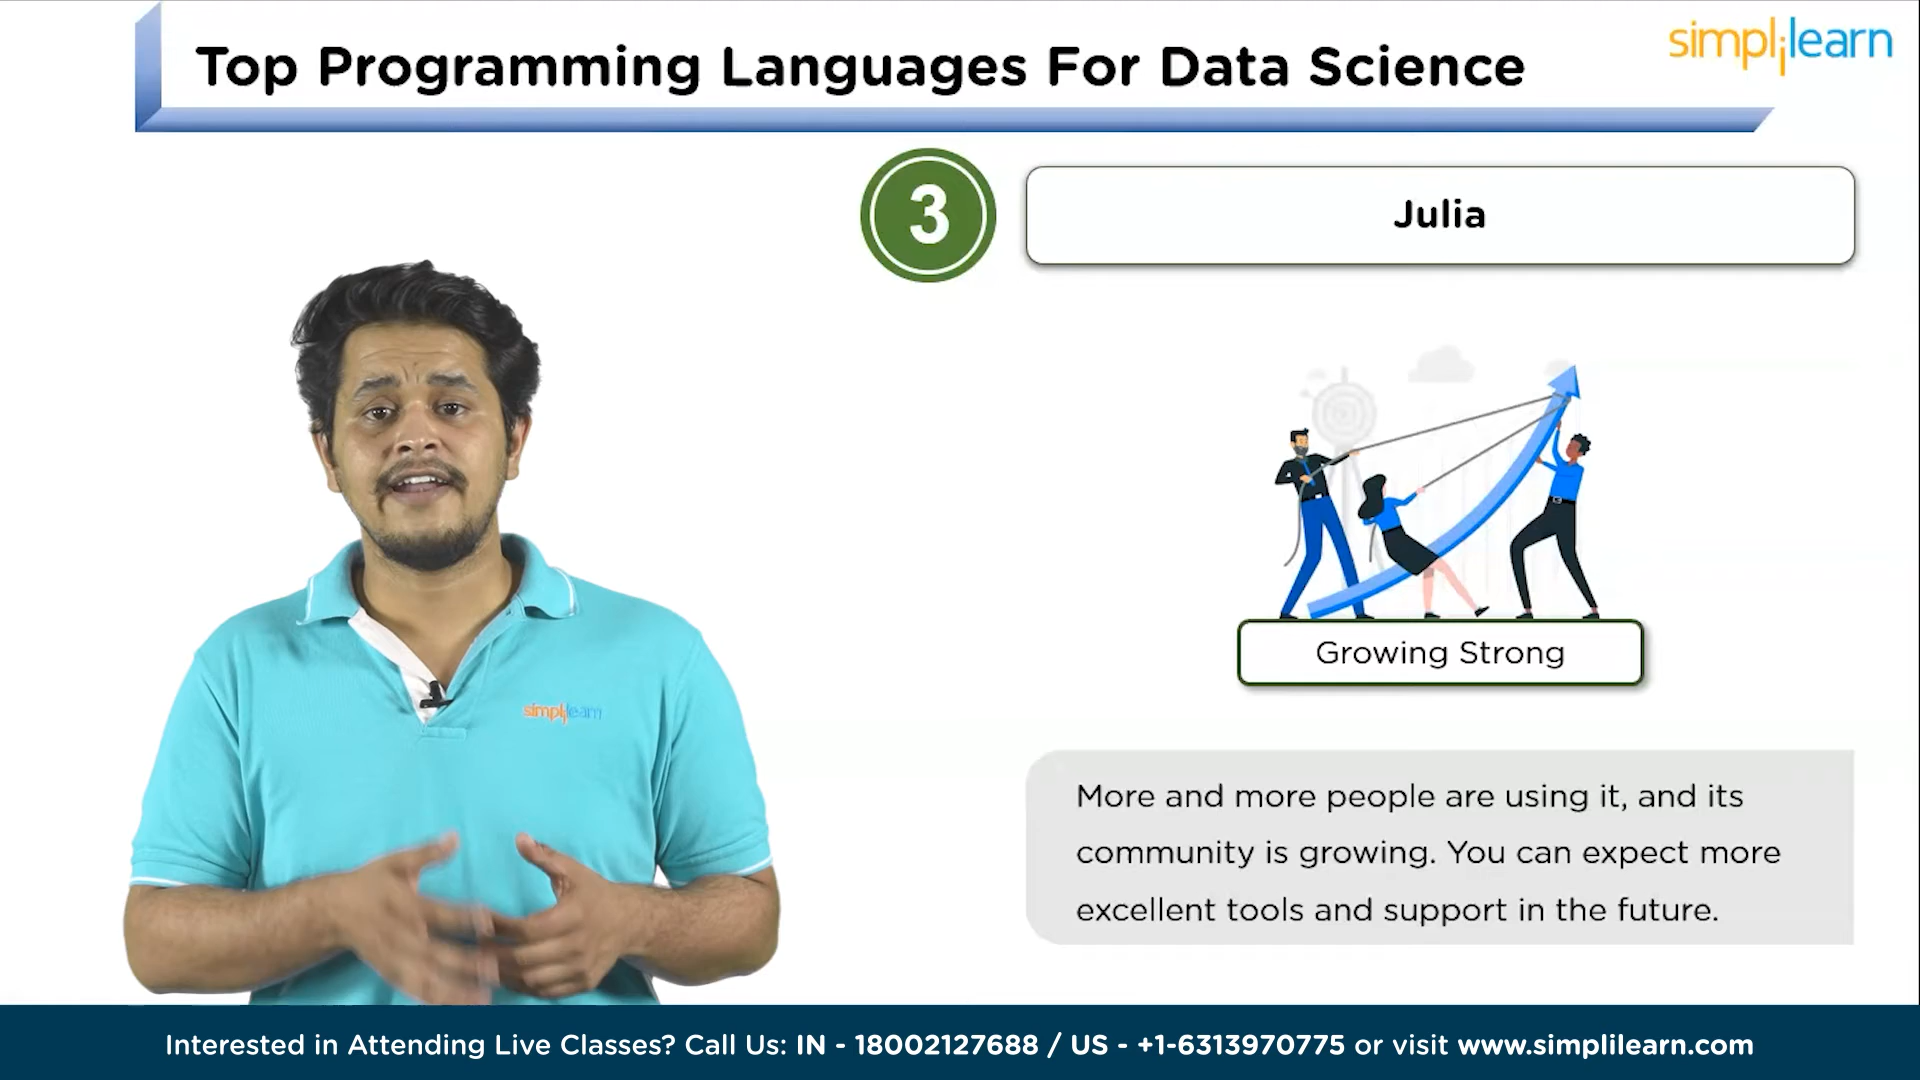 Top Programming Languages For Data Science
simplilearn
3
Julia
Growing Strong
simplilearn
More and more people are using it, and its
community is growing. You can expect more
excellent tools and support in the future.
Interested in Attending Live Classes? Call Us: IN - 18002127688 / US - +1-6313970775 or visit www.simplilearn.com